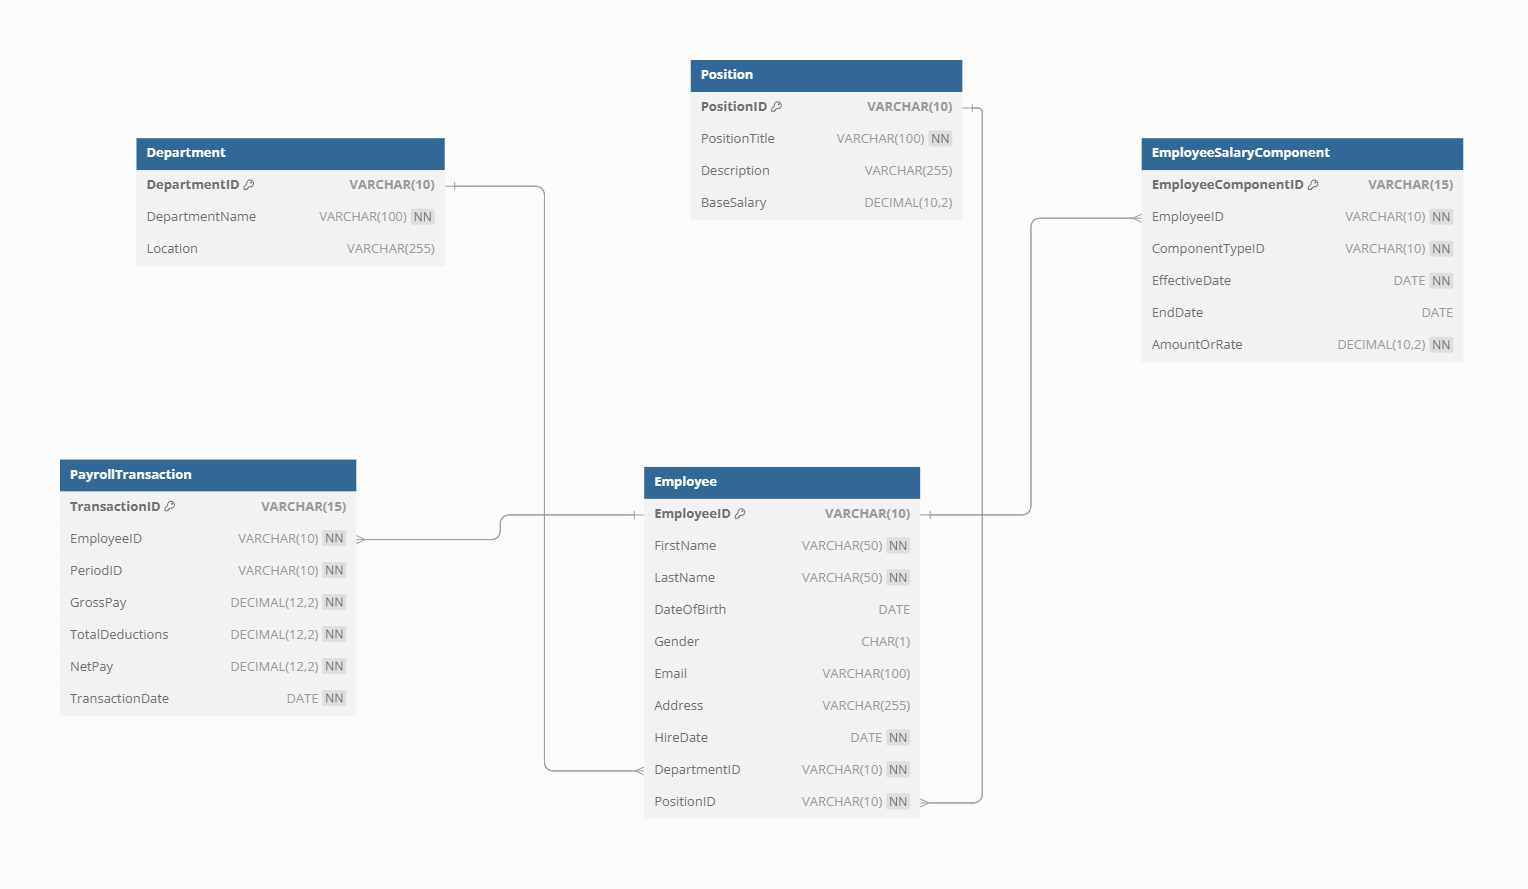 Position
PositionID VARCHAR(10)
PositionTitle VARCHAR(100) NN
Description VARCHAR(255)
BaseSalary DECIMAL(10,2)
Department
DepartmentID VARCHAR(10)
DepartmentName VARCHAR(100) NN
Location VARCHAR(255)
EmployeeSalaryComponent
EmployeeComponentID VARCHAR(15)
EmployeeID VARCHAR(10) NN
ComponentTypeID VARCHAR(10) NN
EffectiveDate DATE NN
EndDate DATE
AmountOrRate DECIMAL(10,2) NN
PayrollTransaction
TransactionID VARCHAR(15)
EmployeeID VARCHAR(10) NN
PeriodID VARCHAR(10) NN
GrossPay DECIMAL(12,2) NN
TotalDeductions DECIMAL(12,2) NN
NetPay DECIMAL(12,2) NN
TransactionDate DATE NN
Employee
EmployeeID VARCHAR(10)
FirstName VARCHAR(50) NN
LastName VARCHAR(50) NN
DateOfBirth DATE
Gender CHAR(1)
Email VARCHAR(100)
Address VARCHAR(255)
HireDate DATE NN
DepartmentID VARCHAR(10) NN
PositionID VARCHAR(10) NN